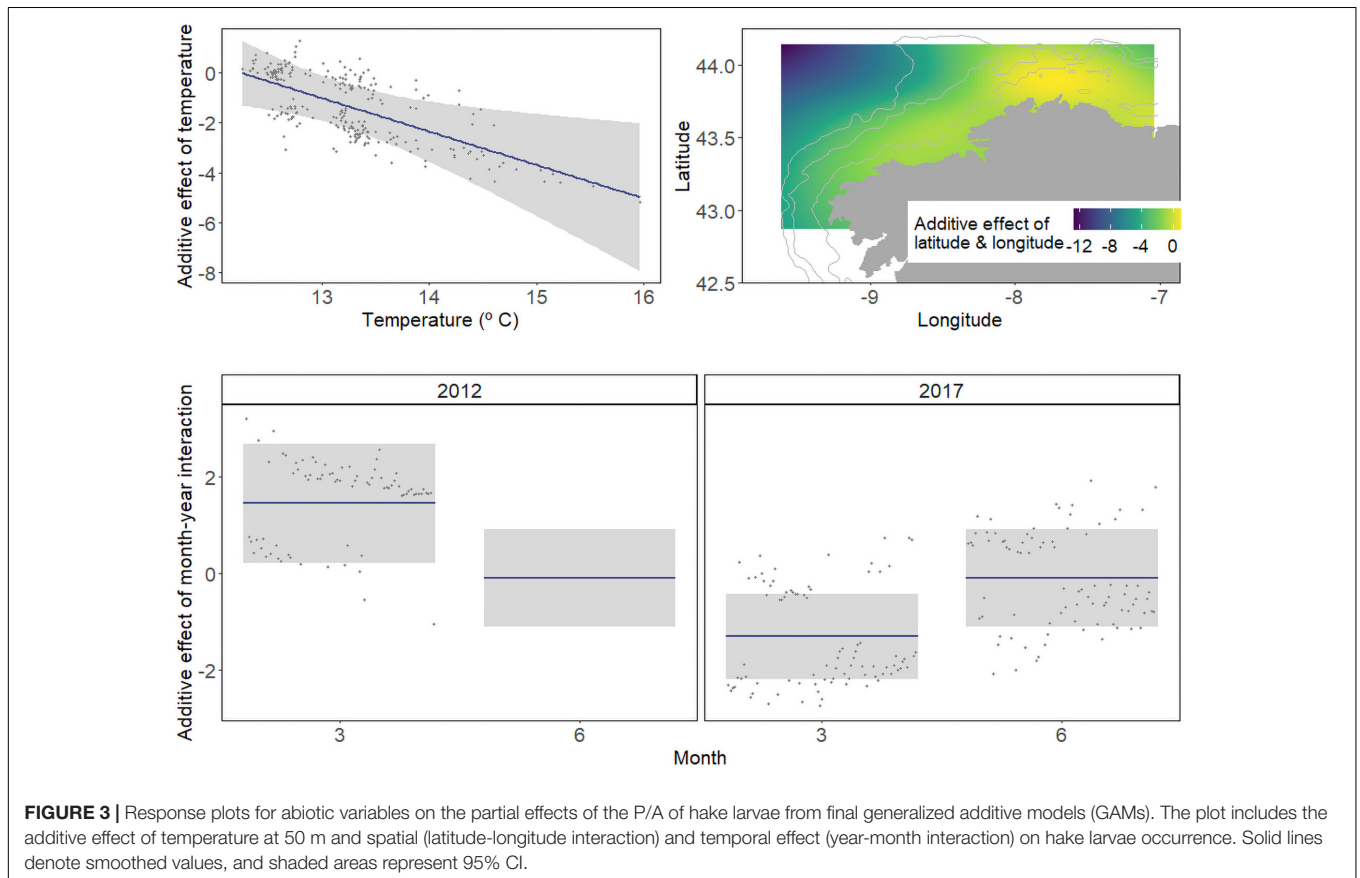 Additive effect of temperature
0
-2
-4
-6
-8
13
14
15
16
Temperature (º C)
Latitude
44.0
43.5
43.0
42.5
-9
-8
-7
Longitude
Additive effect of
latitude & longitude
-12
-8
-4
0
Additive effect of month-year interaction
2012
2017
2
0
-2
3
6
3
6
Month
FIGURE 3 | Response plots for abiotic variables on the partial effects of the P/A of hake larvae from final generalized additive models (GAMs). The plot includes the
additive effect of temperature at 50 m and spatial (latitude-longitude interaction) and temporal effect (year-month interaction) on hake larvae occurrence. Solid lines
denote smoothed values, and shaded areas represent 95% CI.